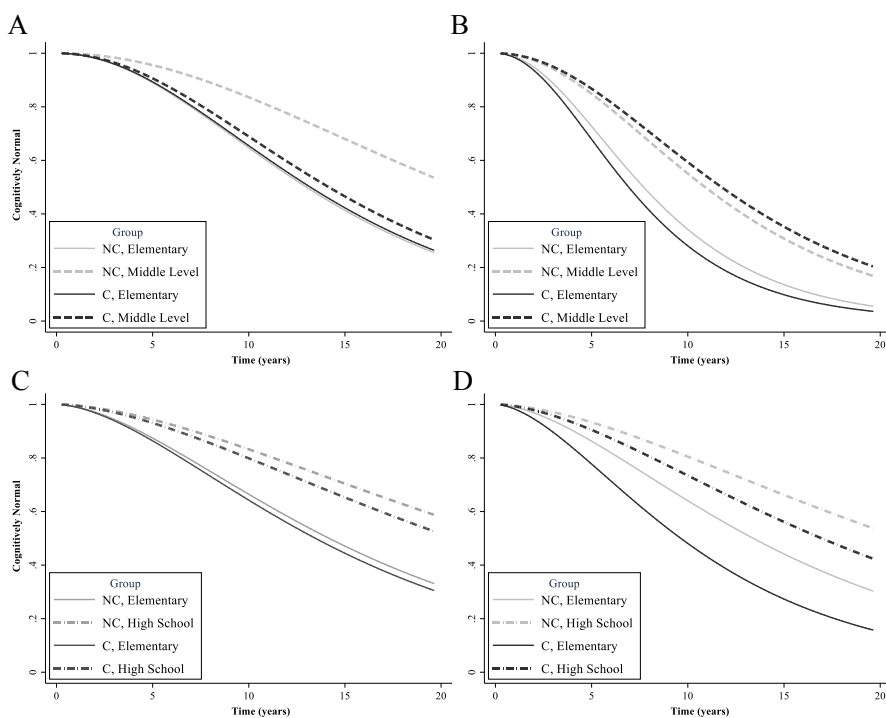 A
Cognitively Normal
1
.8
.6
.4
.2
0
Group
NC, Elementary
NC, Middle Level
C, Elementary
C, Middle Level
0 5 10 15 20
Time (years)
B
1
.8
.6
.4
.2
0
Group
NC, Elementary
NC, Middle Level
C, Elementary
C, Middle Level
0 5 10 15 20
Time (years)
C
Cognitively Normal
1
.8
.6
.4
.2
0
Group
NC, Elementary
NC, High School
C, Elementary
C, High School
0 5 10 15 20
Time (years)
D
1
.8
.6
.4
.2
0
Group
NC, Elementary
NC, High School
C, Elementary
C, High School
0 5 10 15 20
Time (years)